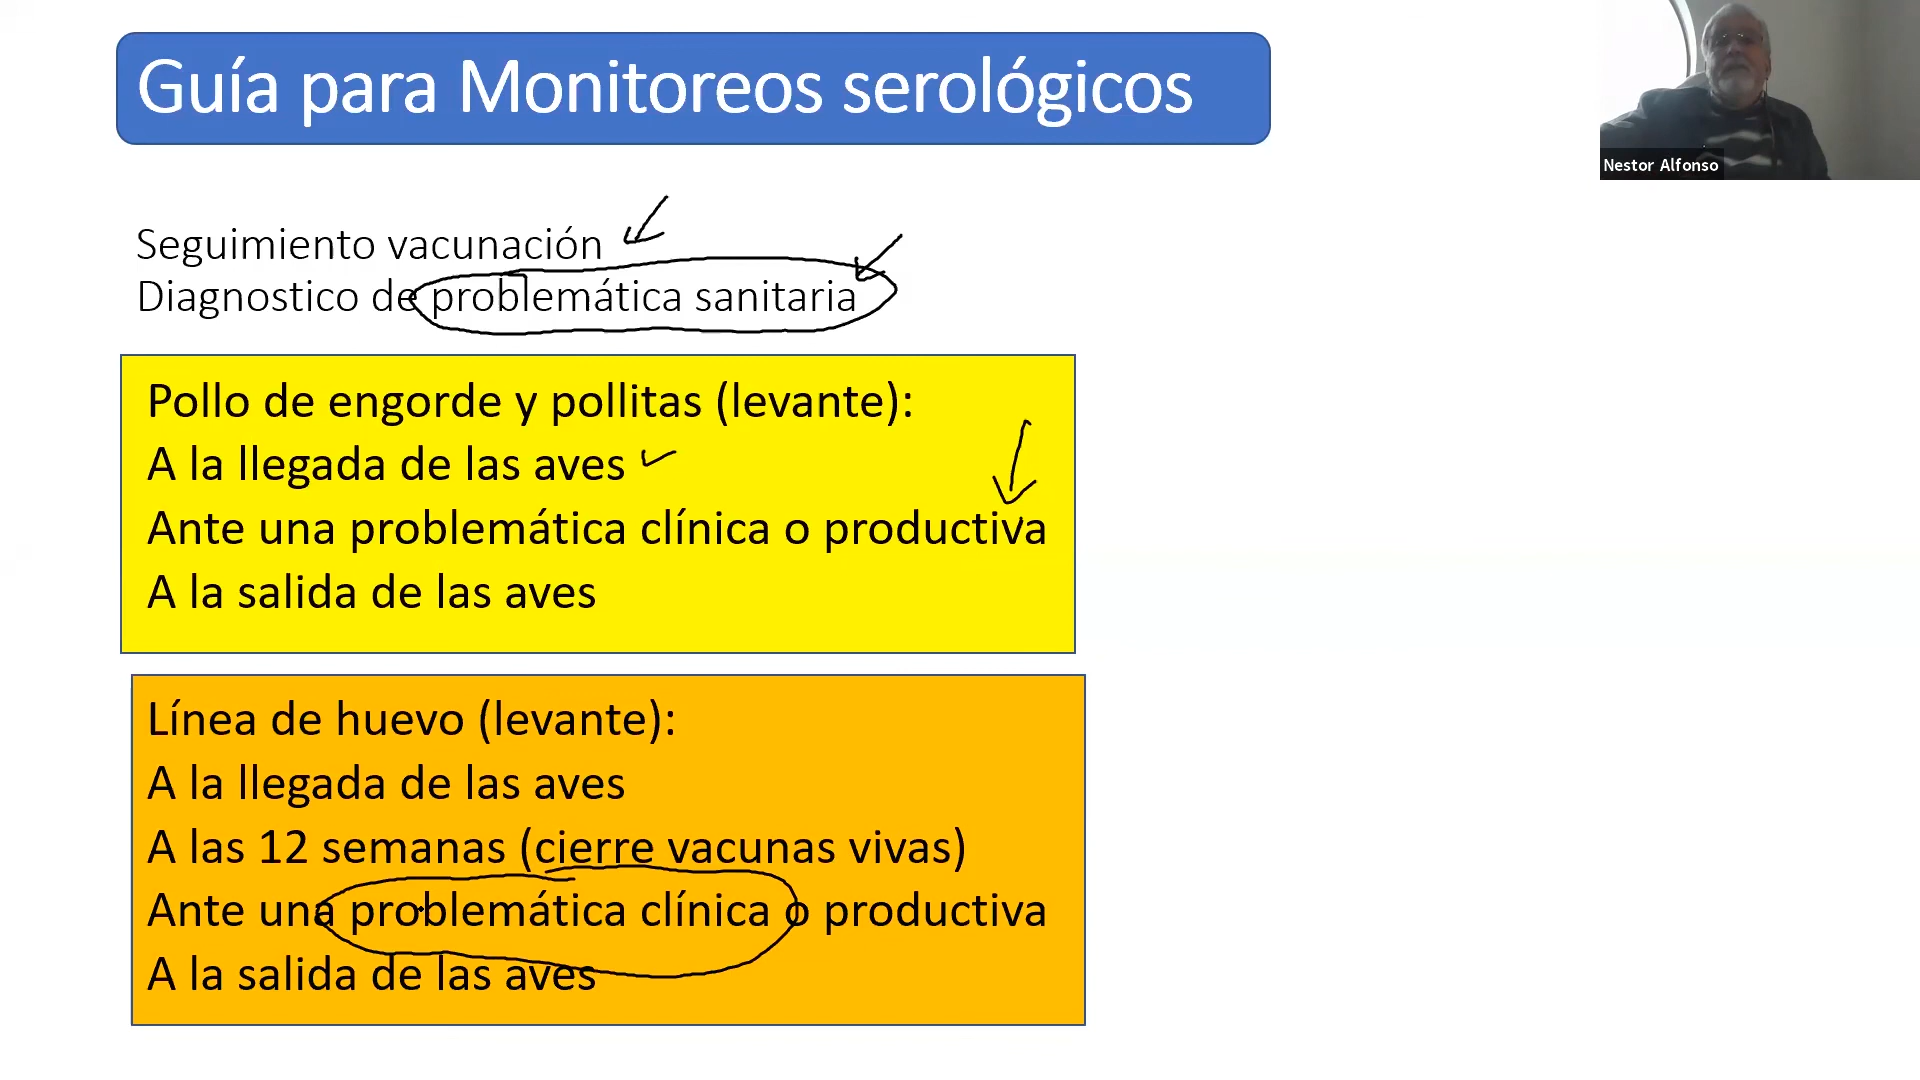 Guía para Monitoreos serológicos
Nestor Alfonso
Seguimiento vacunación
Diagnostico de problemática sanitaria
Pollo de engorde y pollitas (levante):
A la llegada de las aves
Ante una problemática clínica o productiva
A la salida de las aves
Línea de huevo (levante):
A la llegada de las aves
A las 12 semanas (cierre vacunas vivas)
Ante una problemática clínica o productiva
A la salida de las aves